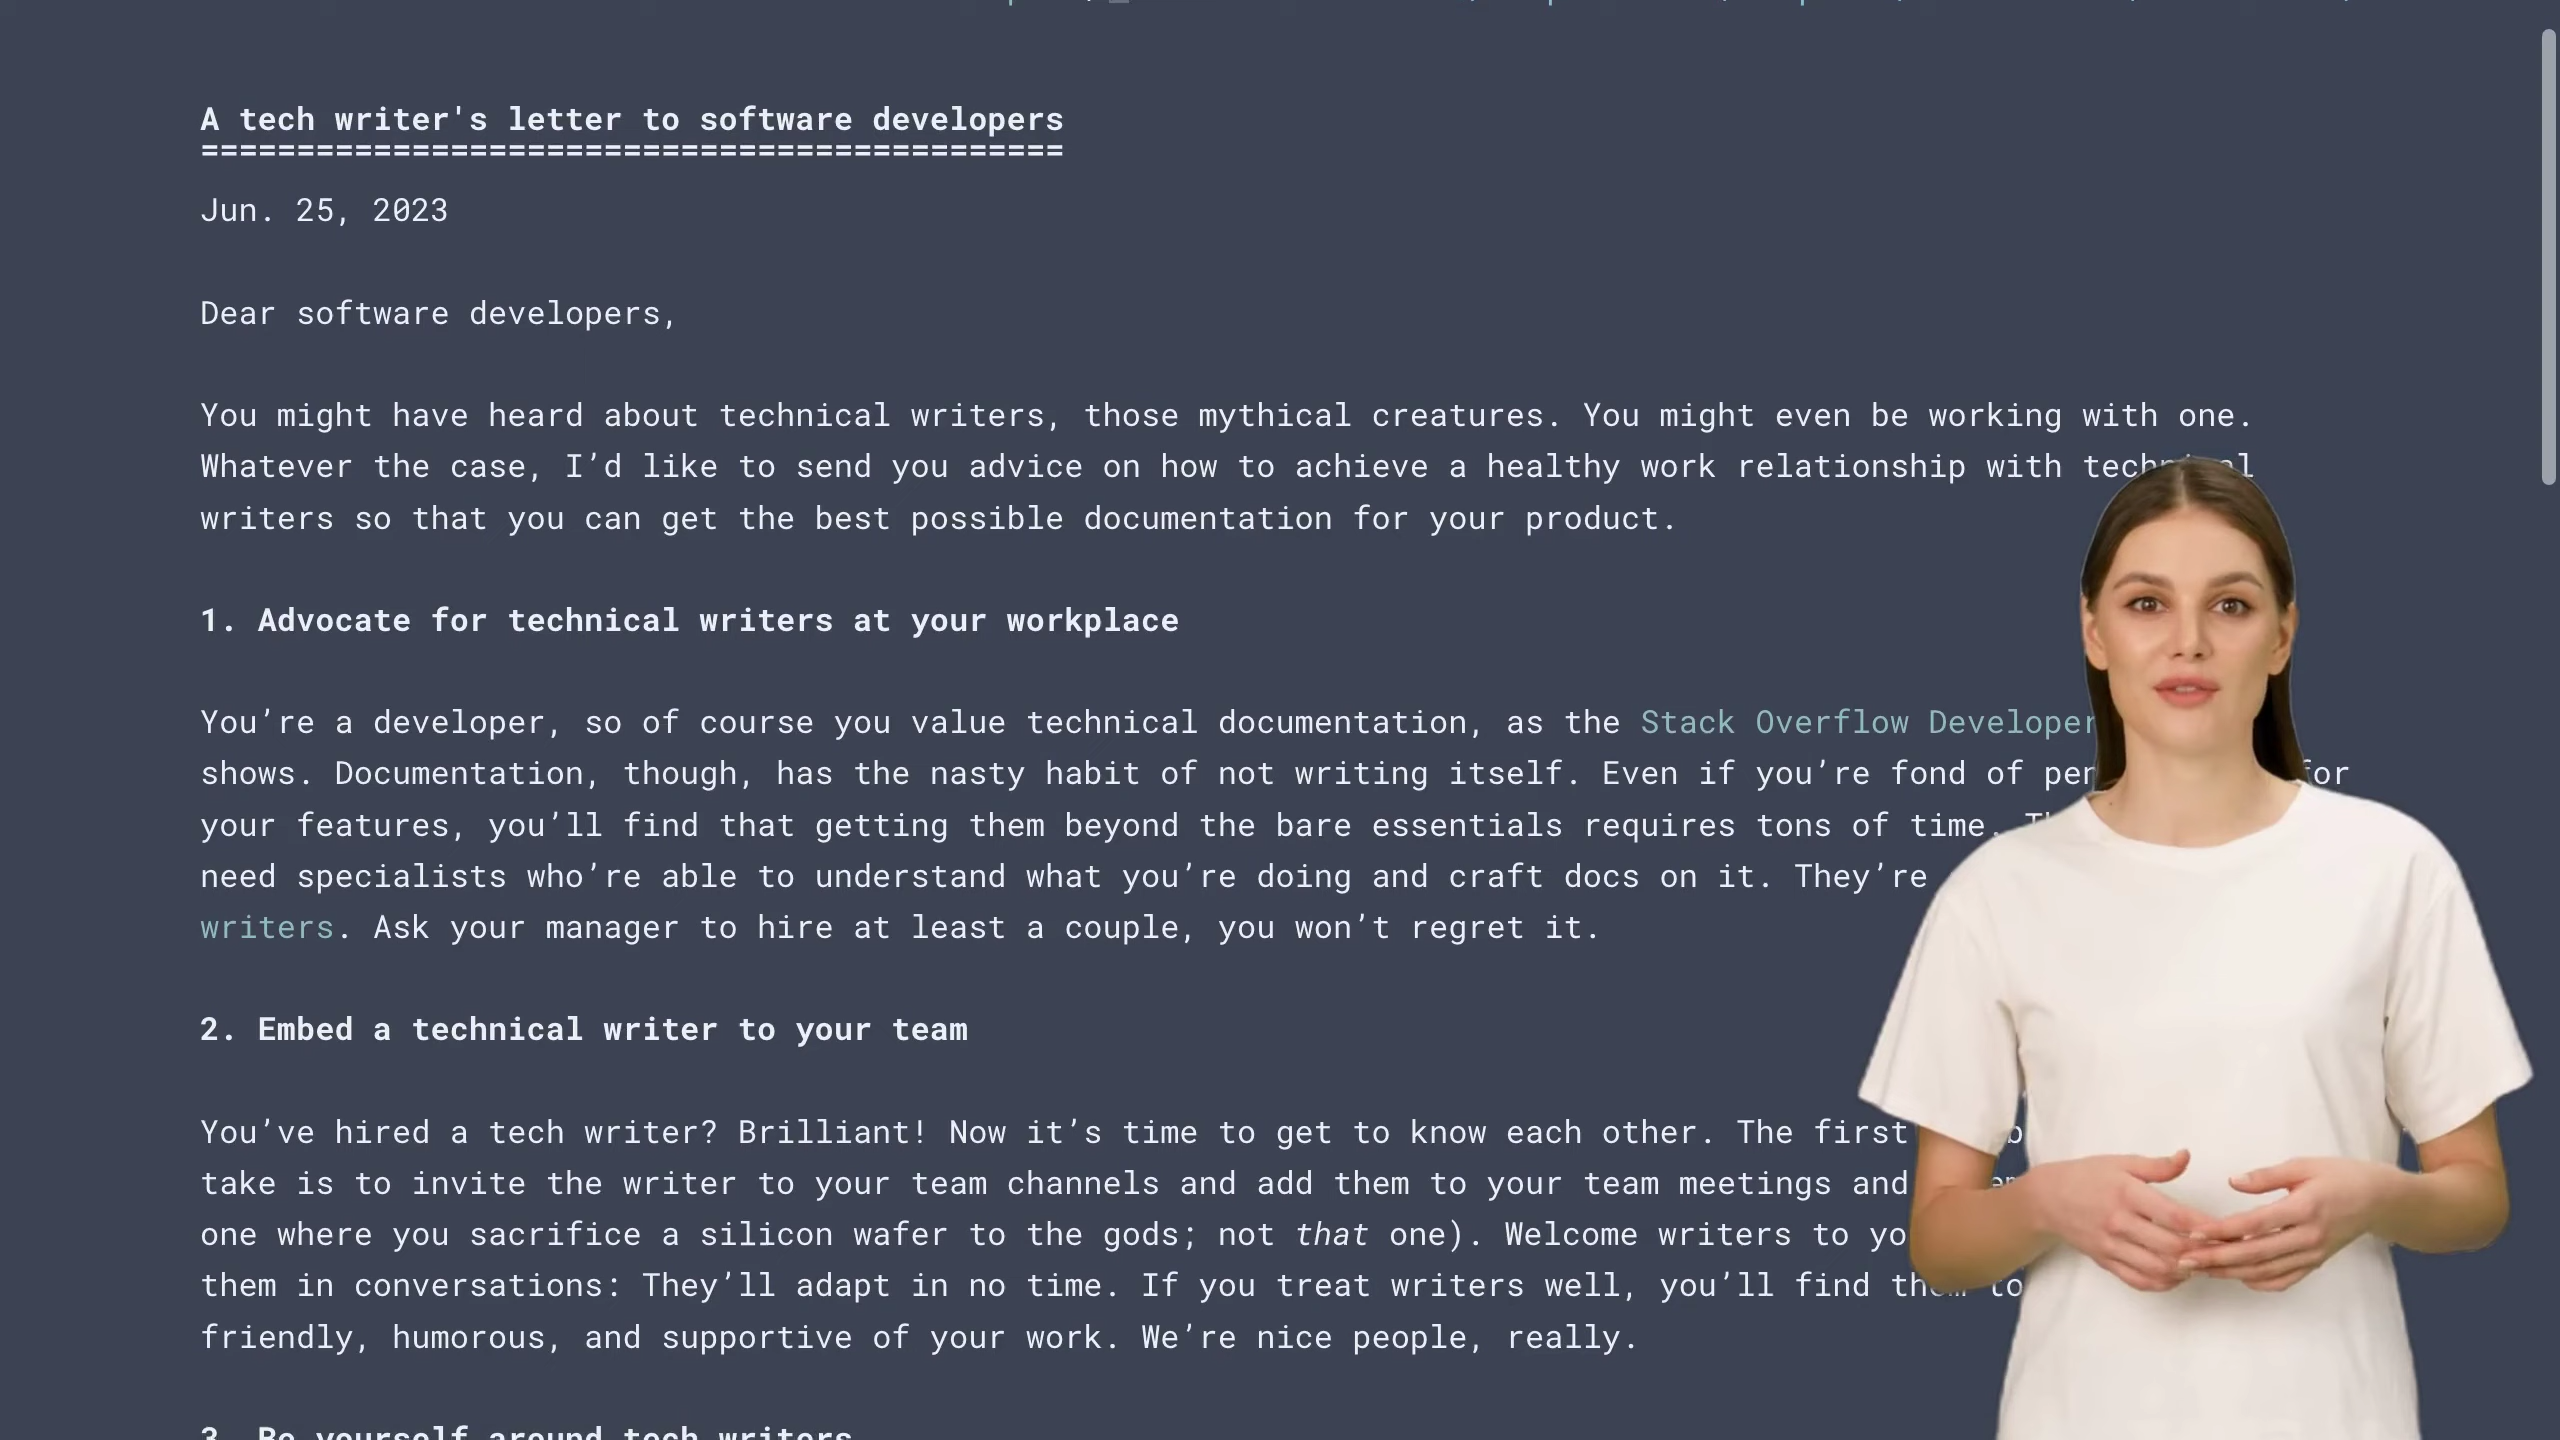 A tech writer's letter to software developers
=============================================
Jun. 25, 2023
Dear software developers,
You might have heard about technical writers, those mythical creatures. You might even be working with one.
Whatever the case, I’d like to send you advice on how to achieve a healthy work relationship with technical
writers so that you can get the best possible documentation for your product.
1. Advocate for technical writers at your workplace
You’re a developer, so of course you value technical documentation, as the Stack Overflow Developer
shows. Documentation, though, has the nasty habit of not writing itself. Even if you’re fond of for
your features, you’ll find that getting them beyond the bare essentials requires tons of time.
need specialists who’re able to understand what you’re doing and craft docs on it. They’re
writers. Ask your manager to hire at least a couple, you won’t regret it.
2. Embed a technical writer to your team
You’ve hired a tech writer? Brilliant! Now it’s time to get to know each other. The first
take is to invite the writer to your team channels and add them to your team meetings and
one where you sacrifice a silicon wafer to the gods; not that one). Welcome writers to
them in conversations: They’ll adapt in no time. If you treat writers well, you’ll find them to
friendly, humorous, and supportive of your work. We’re nice people, really.
3. Be yourself around tech writers